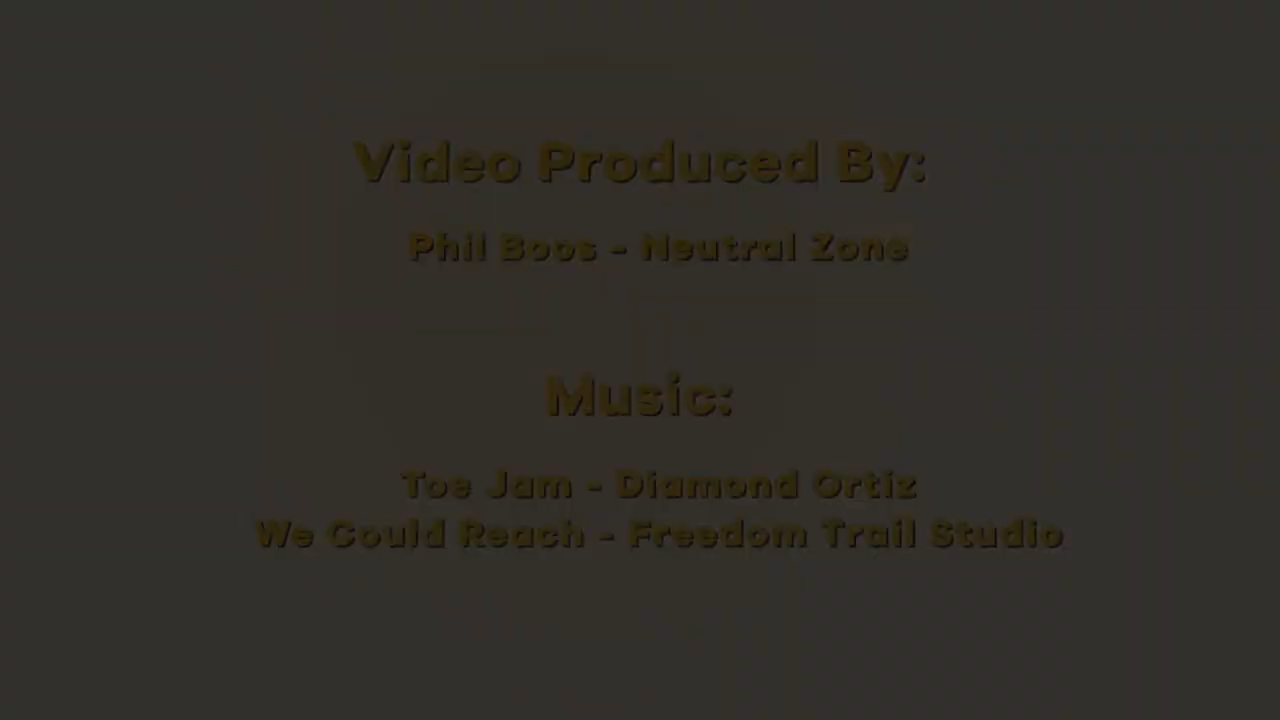 Video Produced By:
Phil Boos - Neutral Zone
Music:
Toe Jam - Diamond Ortiz
We Could Reach - Freedom Trail Studio